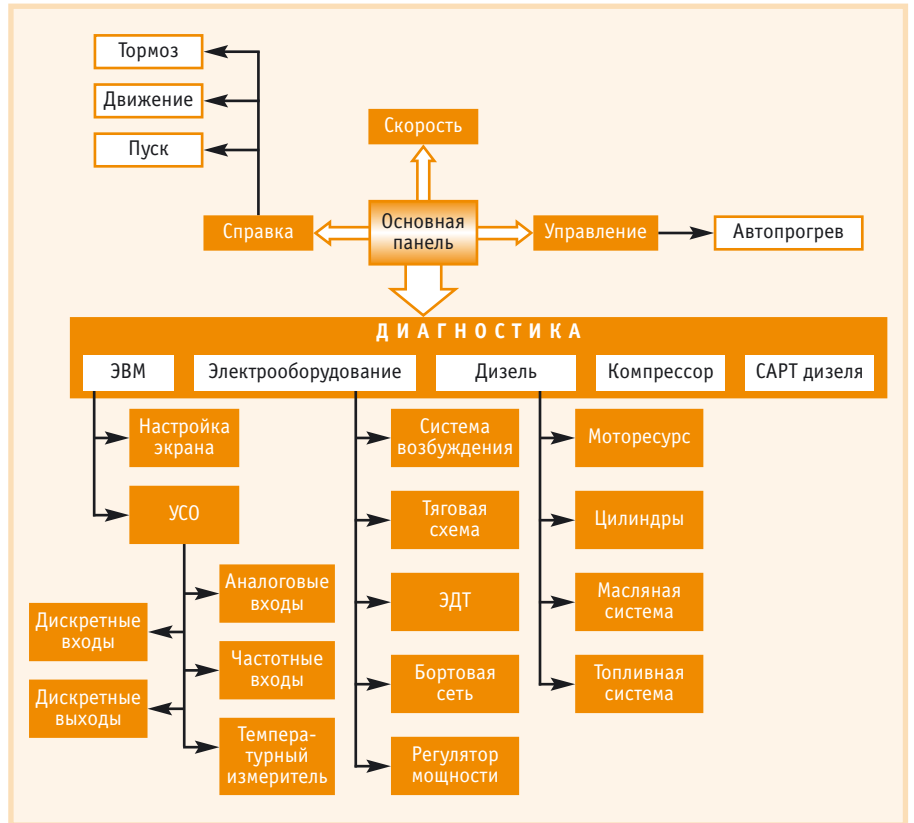 Тормоз
Движение
Пуск
Скорость
Справка
Основная
панель
Управление
Автопрогрев
ДИАГНОСТИКА
ЭВМ
Электрооборудование
Дизель
Компрессор
САРТ дизеля
Настройка
экрана
УСО
Аналоговые
входы
Дискретные
входы
Частотные
входы
Дискретные
выходы
Темпера-
турный
измеритель
Система
возбуждения
Тяговая
схема
ЭДТ
Бортовая
сеть
Регулятор
мощности
Моторесурс
Цилиндры
Масляная
система
Топливная
система